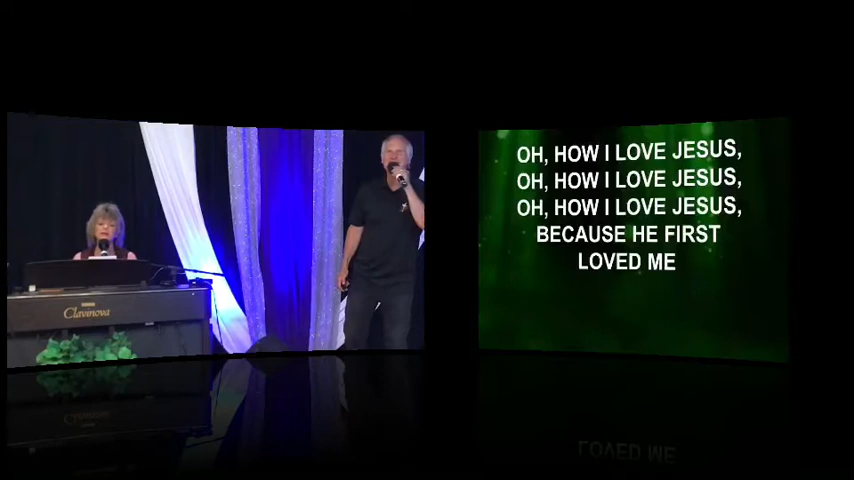 Clavinova
OH, HOW I LOVE JESUS,
OH, HOW I LOVE JESUS,
OH, HOW I LOVE JESUS,
BECAUSE HE FIRST
LOVED ME